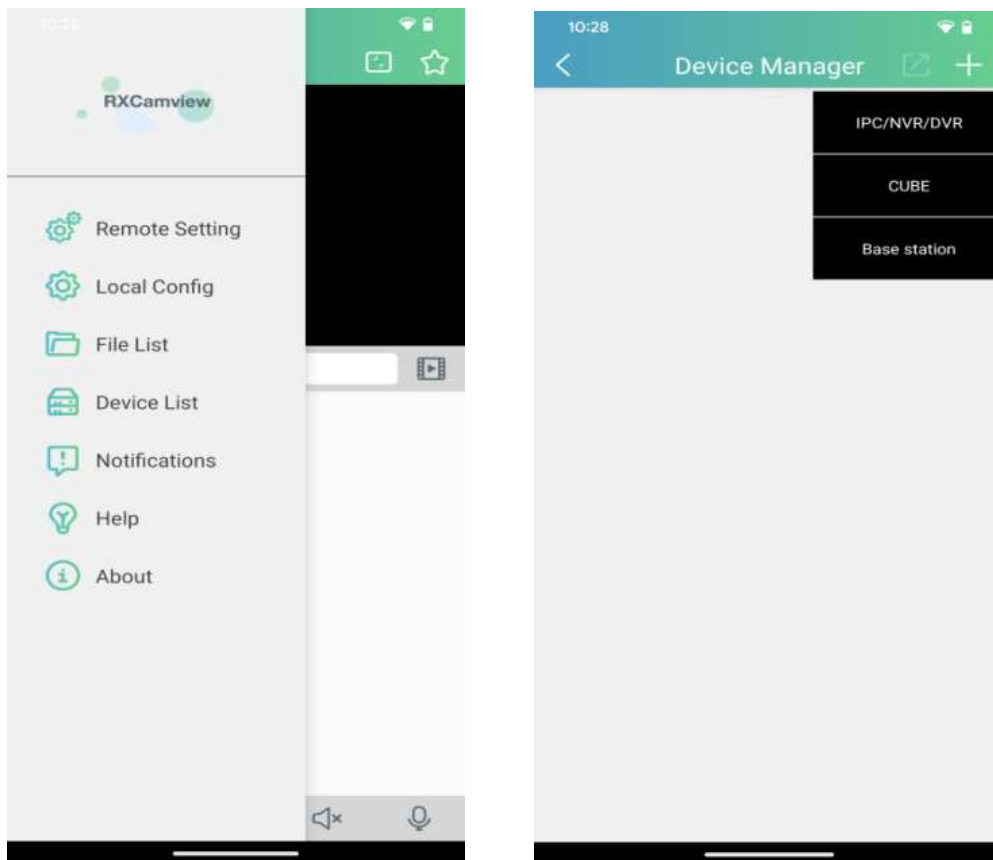 RXCamview
Remote Setting
Local Config
File List
Device List
Notifications
Help
About
10:28
Device Manager
IPC/NVR/DVR
CUBE
Base station